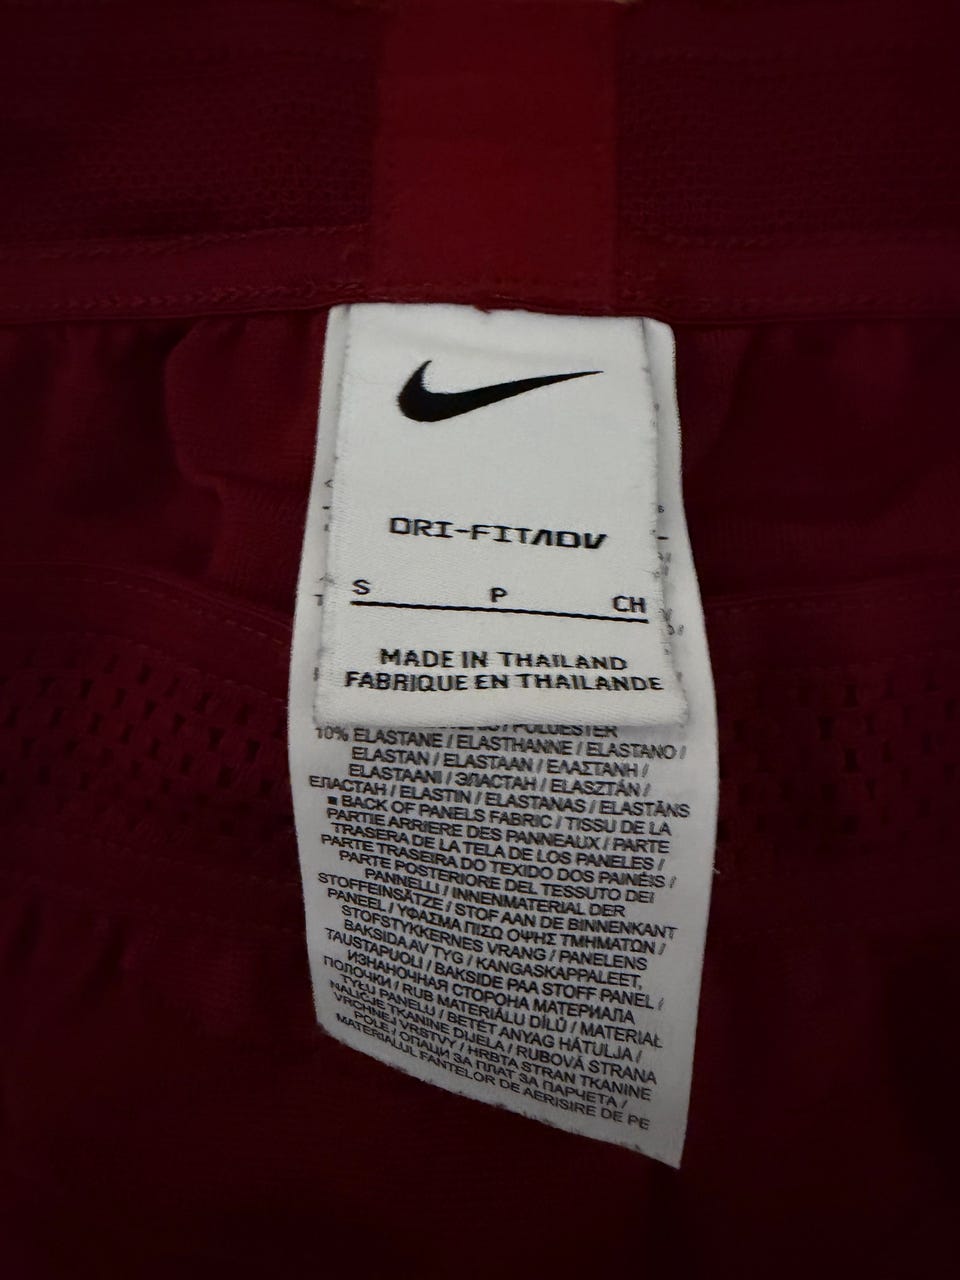 DRI-FIT ADV
S P CH
MADE IN THAILAND
FABRIQUE EN THAILANDE
POLUESTER
10% ELASTANE / ELASTHANNE / ELASTANO /
ELASTAN / ELASTAAN / ΕΛΑΣΤΑΝΗ /
ELASTAANI / ЭЛАСТАН / ELASZTÁN /
ЕЛАСТАН / ELASTIN / ELASTANAS / ELASTĀNS
■ BACK OF PANELS FABRIC / TISSU DE LA
PARTIE ARRIERE DES PANNEAUX / PARTE
TRASERA DE LA TELA DE LOS PANELES /
PARTE TRASEIRA DO TEXIDO DOS PAINÉIS /
PARTE POSTERIORE DEL TESSUTO DEI
PANNELLI / INNENMATERIAL DER
STOFFEINSÄTZE / STOF AAN DE BINNENKANT
PANEEL / ΥΦΑΣΜΑ ΠΙΣΩ ΟΨΗΣ ΤΜΗΜΑΤΩΝ /
STOFSTYKKERNES VRANG / PANELENS
BAKSIDA AV TYG / KANGASKAPPALEET,
TAUSTAPUOLI / BAKSIDE PAA STOFF PANEL /
ИЗНАНОЧНАЯ СТОРОНА МАТЕРИАЛА
ПОЛОЧКИ / RUB MATERIÁLU DÍLŮ / MATERIAŁ
TYŁU PANELU / BETÉT ANYAG HÁTULJA /
NALIČJE TKANINE DIJELA / RUBOVÁ STRANA
VRCHNEJ VRSTVY / HRBTA STRAN TKANINE
POLE / ОПАЦИ ЗА ПЛАТ ЗА ПАРЧЕТА /
MATERIALUL FANTELOR DE AERISIRE DE PE